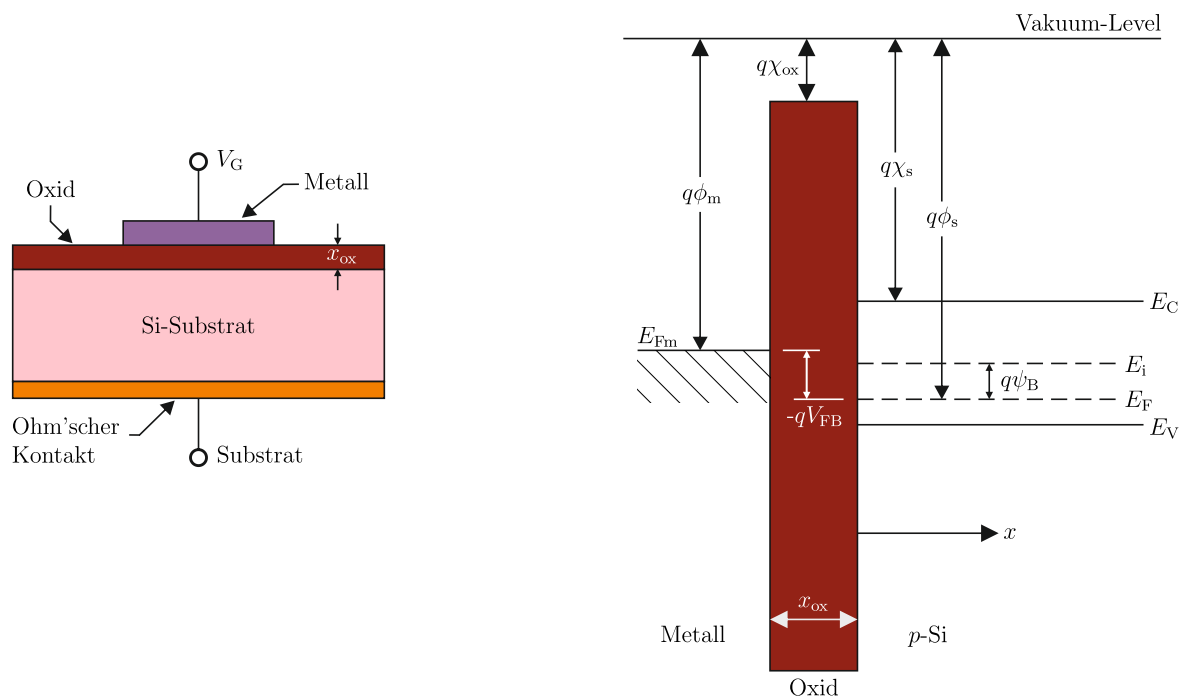 V_G
Oxid
Metall
x_ox
Si-Substrat
Ohm'scher
Kontakt
Substrat
Vakuum-Level
qχ_ox
qχ_s
qϕ_m
qϕ_s
E_C
E_Fm
E_i
qψ_B
E_F
-qV_FB
E_V
x
x_ox
Metall
p-Si
Oxid